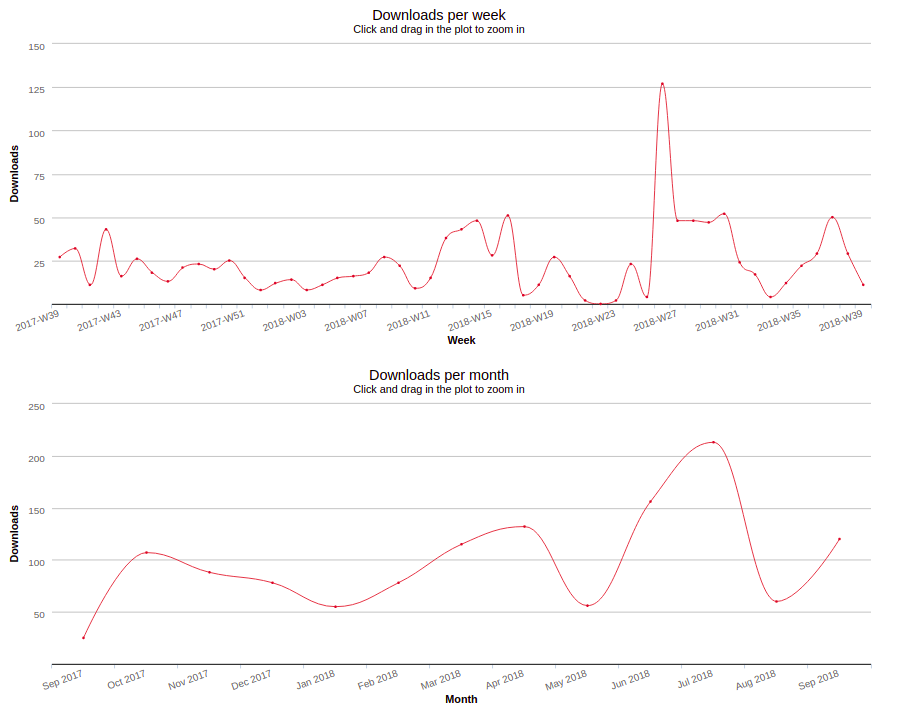 Downloads per week
Click and drag in the plot to zoom in
150
125
100
75
50
25
Downloads
2017-W39 2017-W43 2017-W47 2017-W51 2018-W03 2018-W07 2018-W11 2018-W15 2018-W19 2018-W23 2018-W27 2018-W31 2018-W35 2018-W39
Week
Downloads per month
Click and drag in the plot to zoom in
250
200
150
100
50
Downloads
Sep 2017 Oct 2017 Nov 2017 Dec 2017 Jan 2018 Feb 2018 Mar 2018 Apr 2018 May 2018 Jun 2018 Jul 2018 Aug 2018 Sep 2018
Month